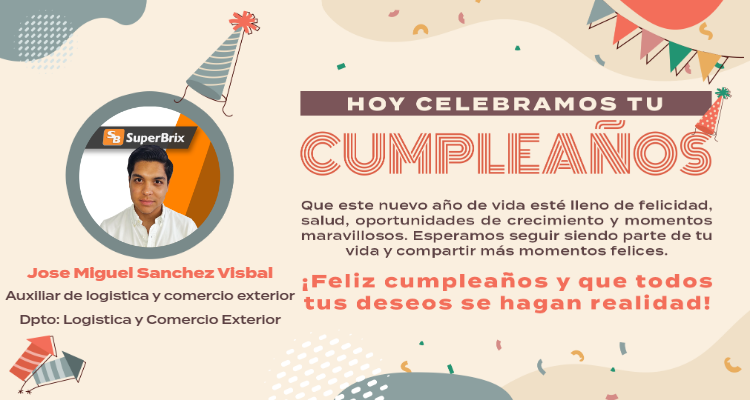 SB SuperBrix
Jose Miguel Sanchez VIsbal
Auxiliar de logistica y comercio exterior
Dpto: Logistica y Comercio Exterior
HOY CELEBRAMOS TU
CUMPLEAÑOS
Que este nuevo año de vida esté lleno de felicidad,
salud, oportunidades de crecimiento y momentos
maravillosos. Esperamos seguir siendo parte de tu
vida y compartir más momentos felices.
¡Feliz cumpleaños y que todos
tus deseos se hagan realidad!